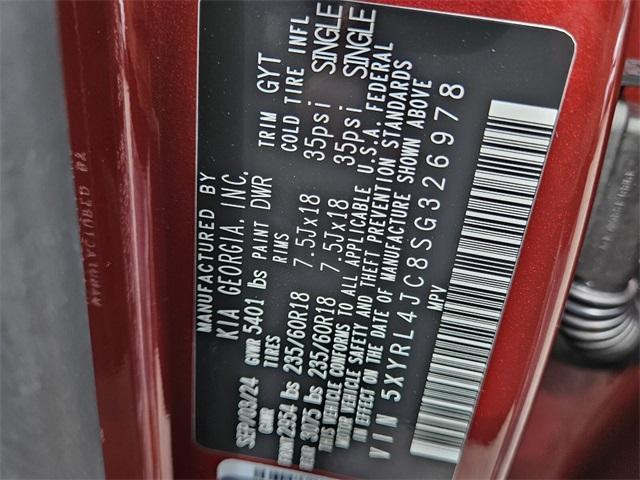 MANUFACTURED BY
KIA GEORGIA, INC.
SEP/09/24 GVWR 5401 lbs PAINT DWR TRIM GYT
GAWR TIRES RIMS COLD TIRE INFL
2954 lbs 235/60R18 7.5Jx18 35psi SINGLE
3075 lbs 235/60R18 7.5Jx18 35psi SINGLE
THIS VEHICLE CONFORMS TO ALL APPLICABLE U.S.A. FEDERAL
MOTOR VEHICLE SAFETY AND THEFT PREVENTION STANDARDS
IN EFFECT ON THE DATE OF MANUFACTURE SHOWN ABOVE
VIN 5XYRL4JC8SG326978
MPV